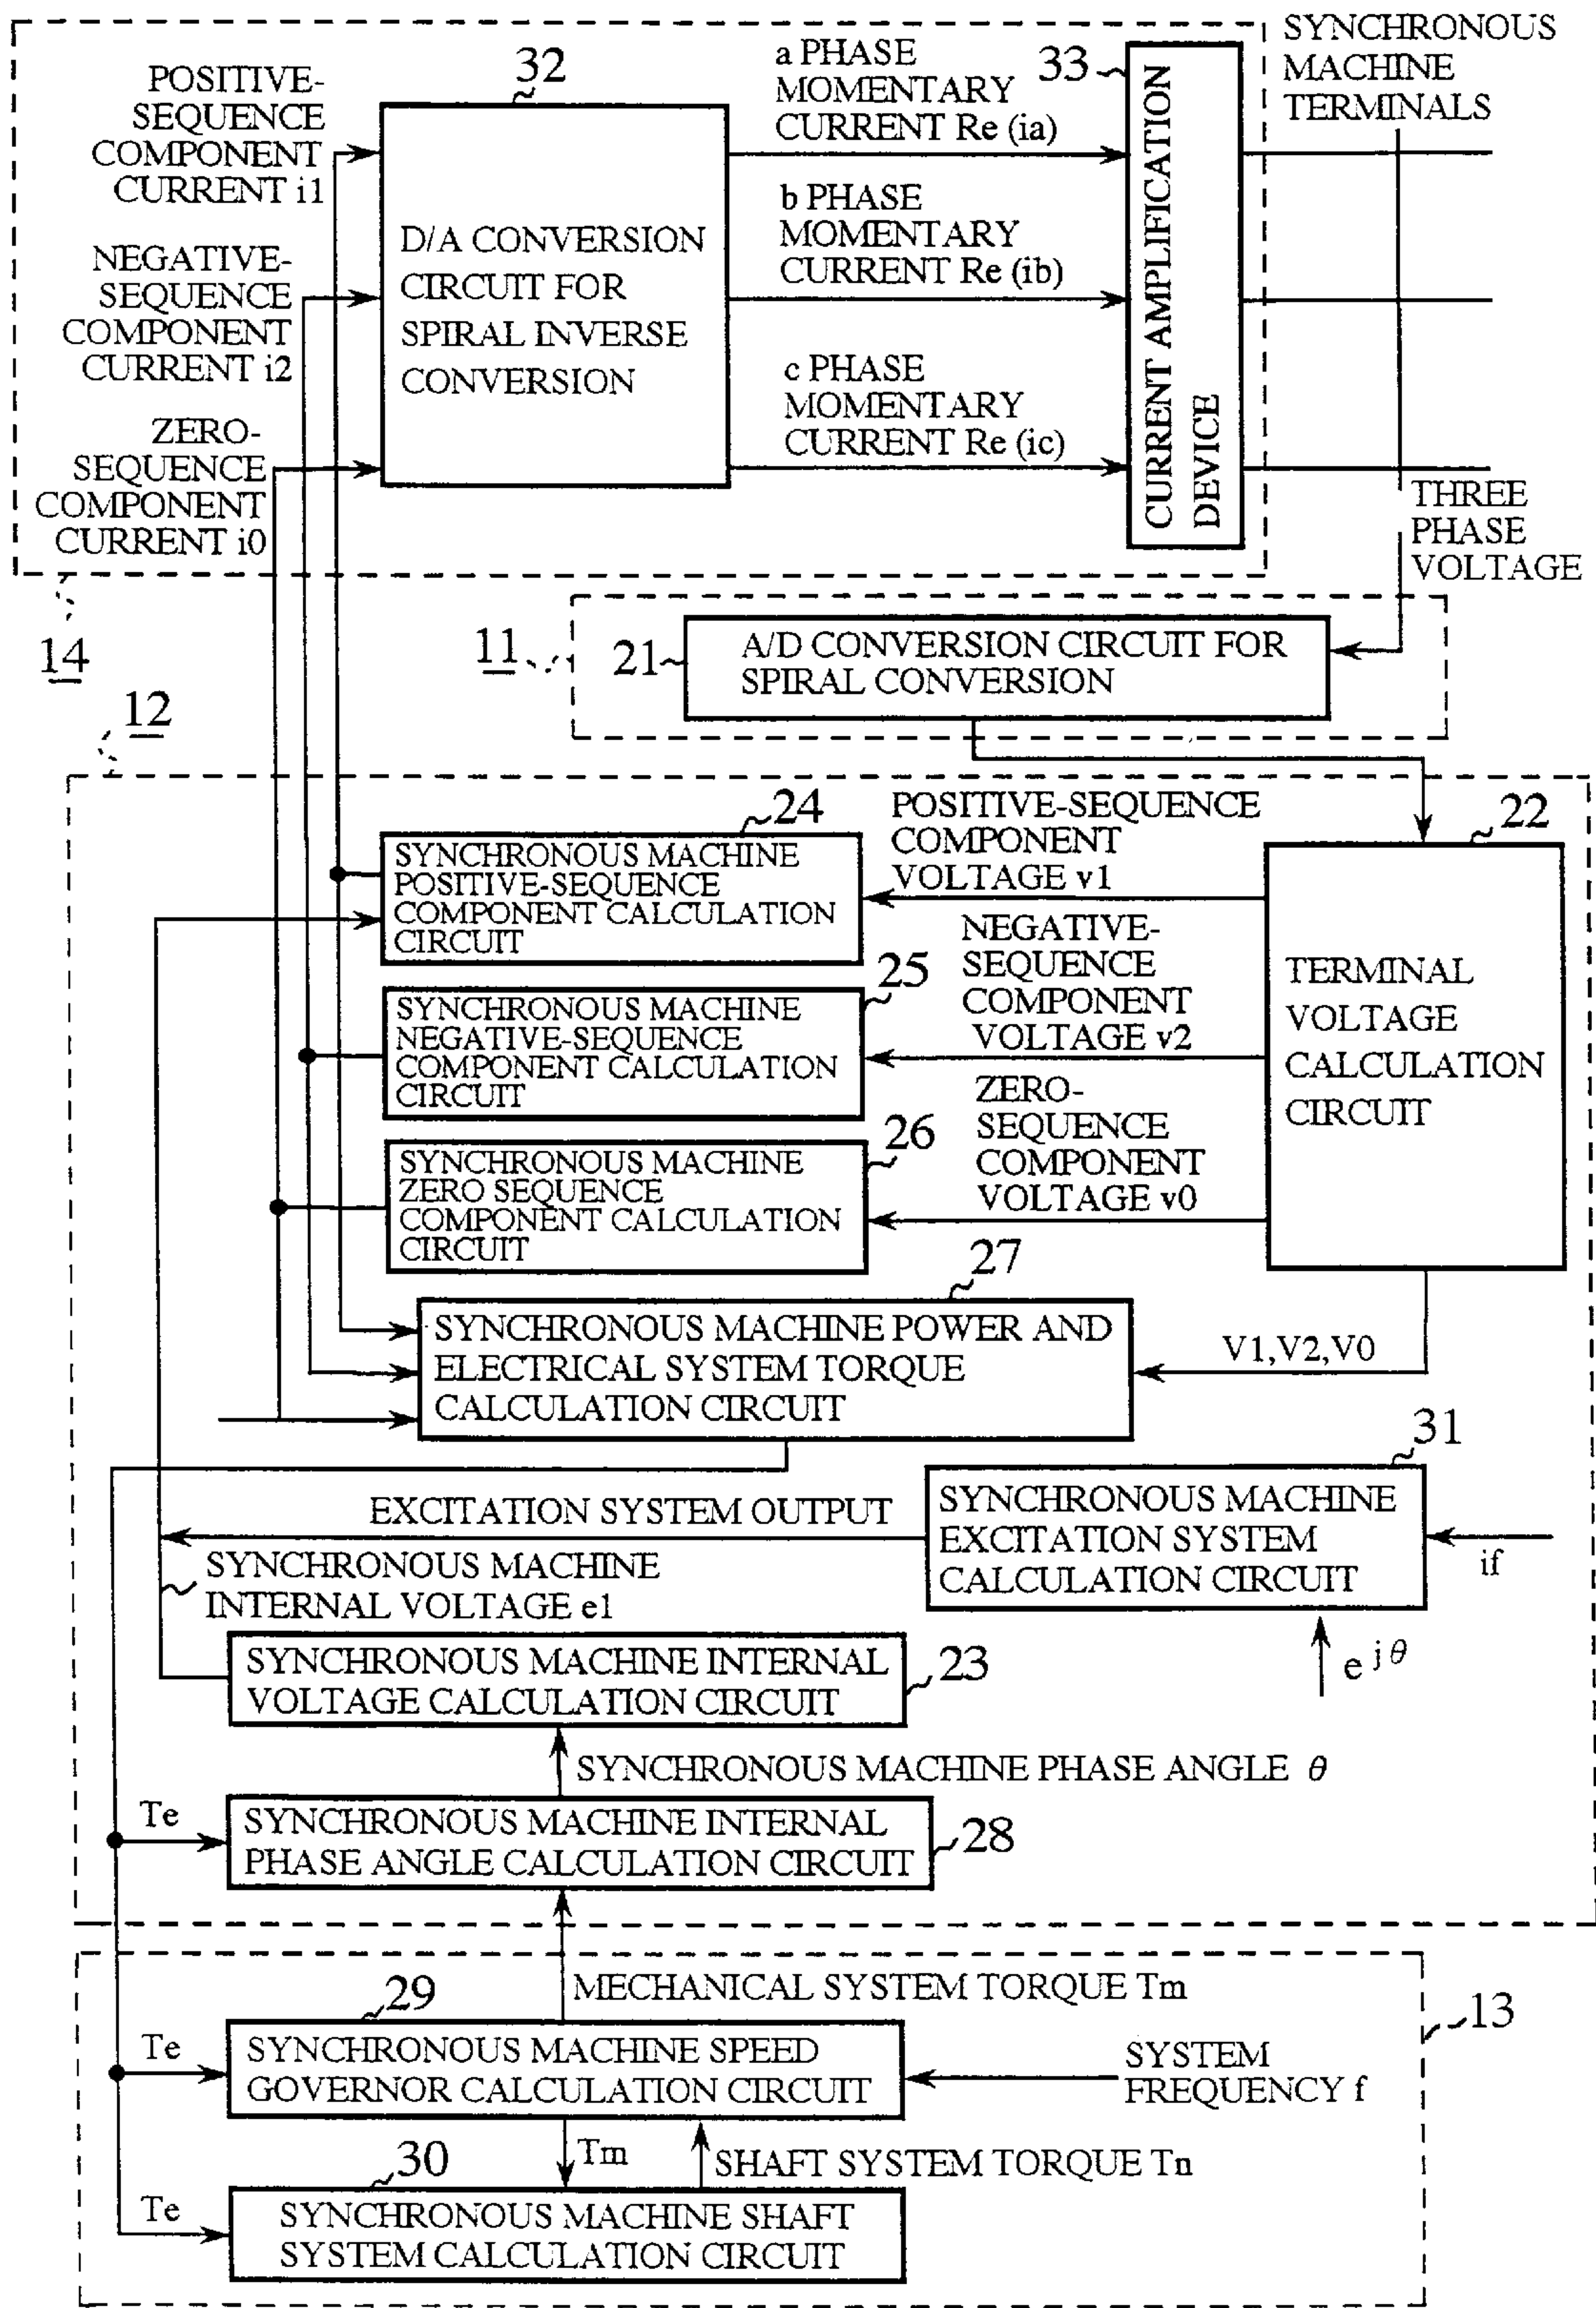 SYNCHRONOUS
MACHINE
TERMINALS
POSITIVE-
SEQUENCE
COMPONENT
CURRENT i1
NEGATIVE-
SEQUENCE
COMPONENT
CURRENT i2
ZERO-
SEQUENCE
COMPONENT
CURRENT i0
32
D/A CONVERSION
CIRCUIT FOR
SPIRAL INVERSE
CONVERSION
a PHASE
MOMENTARY
CURRENT Re (ia)
b PHASE
MOMENTARY
CURRENT Re (ib)
c PHASE
MOMENTARY
CURRENT Re (ic)
33
CURRENT AMPLIFICATION
DEVICE
THREE
PHASE
VOLTAGE
14
11
21
A/D CONVERSION CIRCUIT FOR
SPIRAL CONVERSION
12
24
SYNCHRONOUS MACHINE
POSITIVE-SEQUENCE
COMPONENT CALCULATION
CIRCUIT
POSITIVE-SEQUENCE
COMPONENT
VOLTAGE v1
22
TERMINAL
VOLTAGE
CALCULATION
CIRCUIT
25
SYNCHRONOUS MACHINE
NEGATIVE-SEQUENCE
COMPONENT CALCULATION
CIRCUIT
NEGATIVE-
SEQUENCE
COMPONENT
VOLTAGE v2
26
SYNCHRONOUS MACHINE
ZERO SEQUENCE
COMPONENT CALCULATION
CIRCUIT
ZERO-
SEQUENCE
COMPONENT
VOLTAGE v0
27
SYNCHRONOUS MACHINE POWER AND
ELECTRICAL SYSTEM TORQUE
CALCULATION CIRCUIT
V1,V2,V0
31
SYNCHRONOUS MACHINE
EXCITATION SYSTEM
CALCULATION CIRCUIT
if
e jθ
EXCITATION SYSTEM OUTPUT
SYNCHRONOUS MACHINE
INTERNAL VOLTAGE e1
SYNCHRONOUS MACHINE INTERNAL
VOLTAGE CALCULATION CIRCUIT
23
SYNCHRONOUS MACHINE PHASE ANGLE θ
Te
SYNCHRONOUS MACHINE INTERNAL
PHASE ANGLE CALCULATION CIRCUIT
28
MECHANICAL SYSTEM TORQUE Tm
13
29
Te
SYNCHRONOUS MACHINE SPEED
GOVERNOR CALCULATION CIRCUIT
SYSTEM
FREQUENCY f
Tm
SHAFT SYSTEM TORQUE Tn
30
Te
SYNCHRONOUS MACHINE SHAFT
SYSTEM CALCULATION CIRCUIT